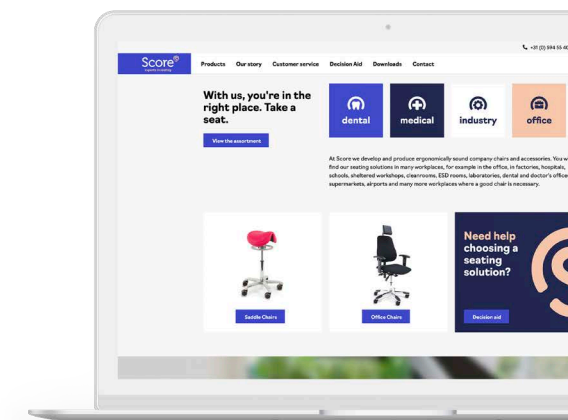 +31 (0) 594 55 40
Score®
Products Our story Customer service Decision Aid Downloads Contact
With us, you're in the
right place. Take a
seat.
View the assortment
dental
medical
industry
office
At Score we develop and produce ergonomically sound company chairs and accessories. You w
find our seating solutions in many workplaces, for example in the office, in factories, hospitals,
schools, sheltered workshops, cleanrooms, ESD rooms, laboratories, dental and doctor's office
supermarkets, airports and many more workplaces where a good chair is necessary.
Saddle Chairs
Office Chairs
Need help
choosing a
seating
solution?
Decision aid